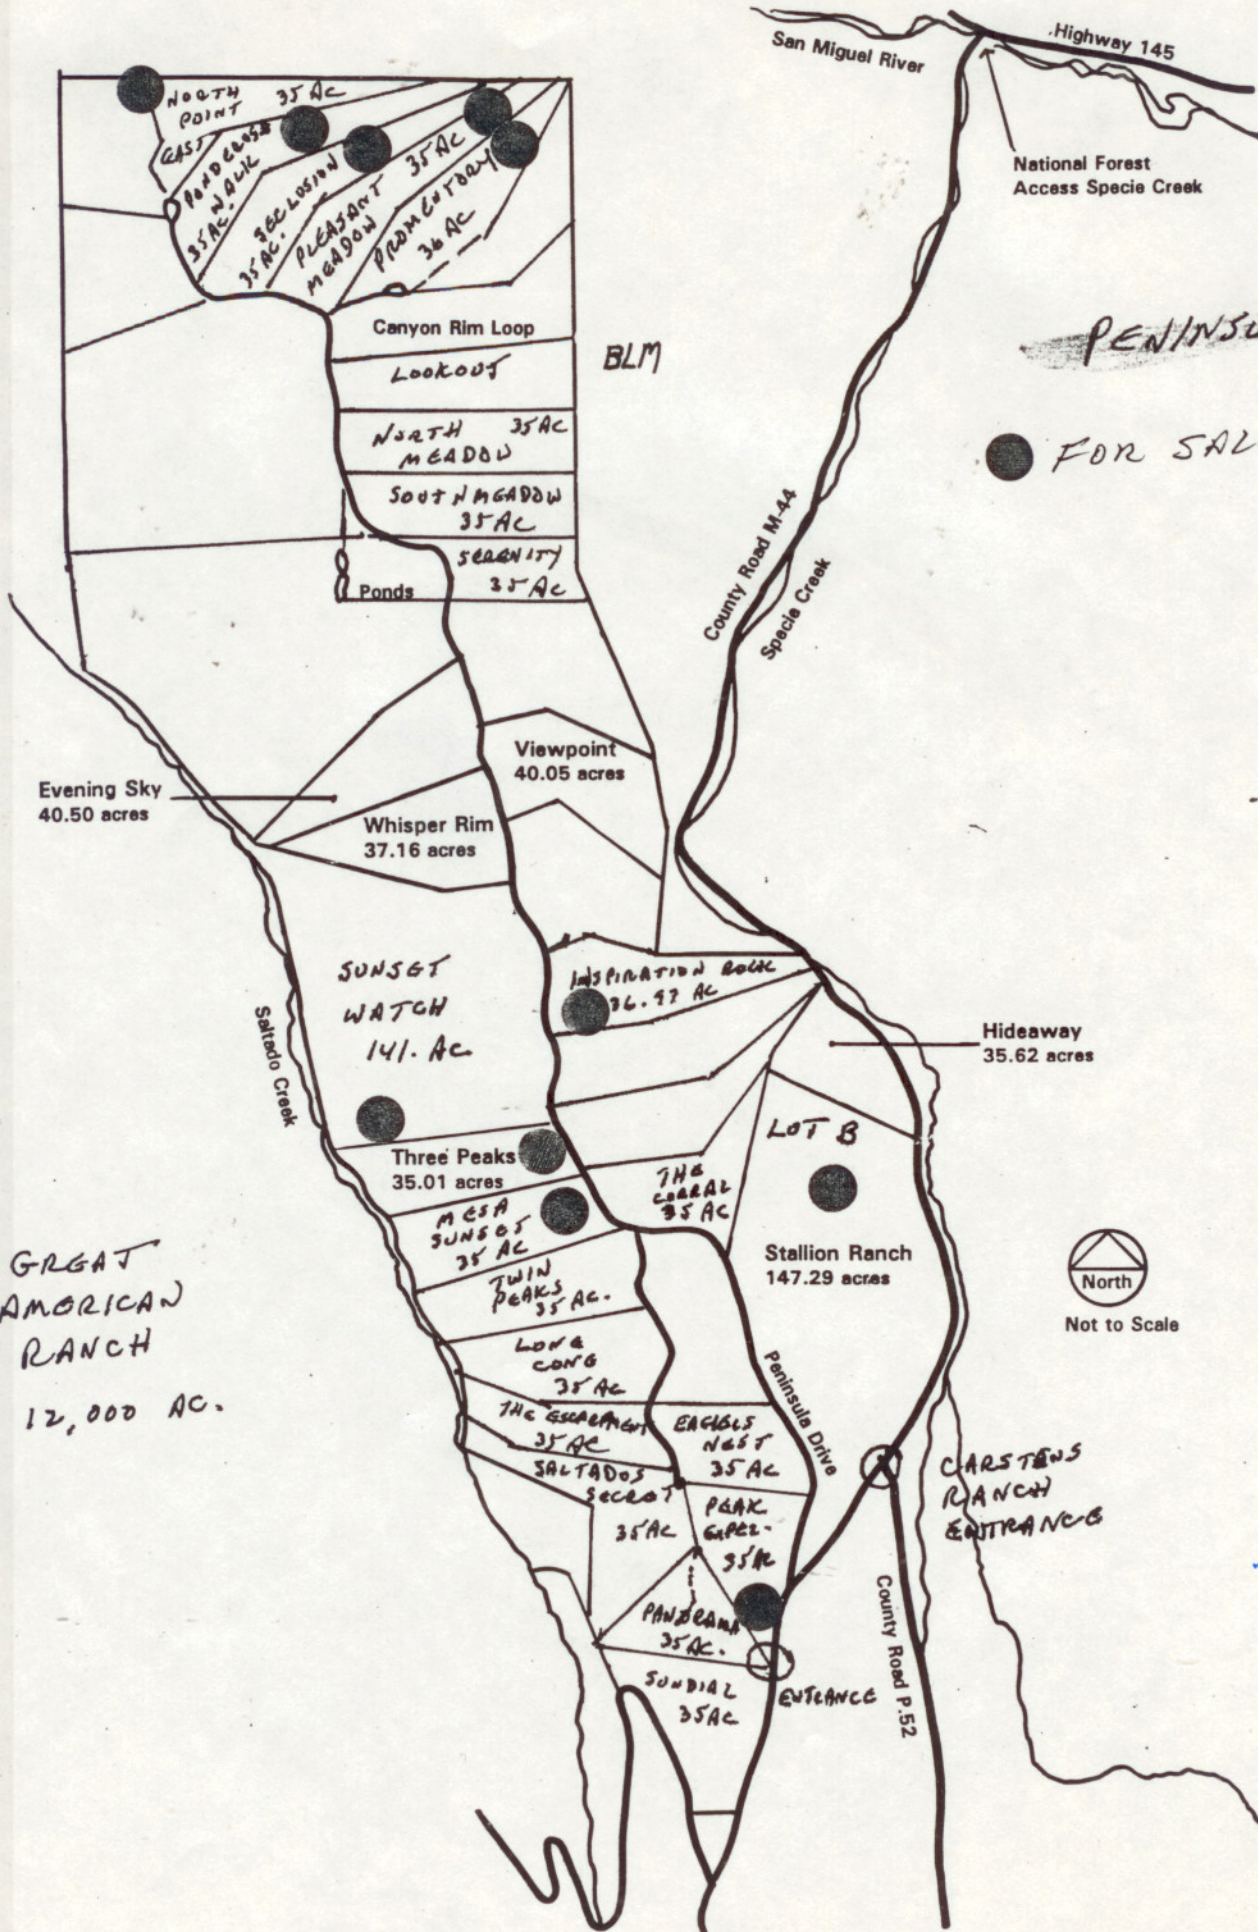 San Miguel River
Highway 145
National Forest
Access Specie Creek
NORTH
POINT
35 AC
EAST
PONDEROSA
WALK
35 AC.
SECLUSION
35 AC.
PLEASANT
MEADOW
35 AC
PROMENTORY
36 AC
Canyon Rim Loop
LOOKOUT
BLM
PENINSU
FOR SAL
NORTH 35 AC
MEADOW
SOUTH MEADOW
35 AC
SERENITY
35 AC
Ponds
County Road M-44
Specie Creek
Viewpoint
40.05 acres
Evening Sky
40.50 acres
Whisper Rim
37.16 acres
SUNSET
WATCH
141. AC
INSPIRATION ROCK
36.97 AC
Saltado Creek
Hideaway
35.62 acres
LOT B
Three Peaks
35.01 acres
THE
CORRAL
35 AC
MESA
SUNSET
35 AC
Stallion Ranch
147.29 acres
North
Not to Scale
TWIN
PEAKS
35 AC.
GREAT
AMERICAN
RANCH
12,000 AC.
LONE
CONE
35 AC
Peninsula Drive
THE ESCARPMENT
35 AC
EAGLES
NEST
35 AC
SALTADOS
SECRET
35 AC
PEAK
EXPER-
35 AC
CARSTENS
RANCH
ENTRANCE
PANORAMA
35 AC.
County Road P.52
SUNDIAL
35 AC
ENTRANCE